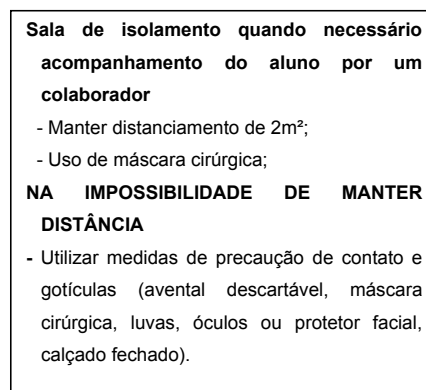 Sala de isolamento quando necessário
acompanhamento do aluno por um
colaborador
- Manter distanciamento de 2m²;
- Uso de máscara cirúrgica;
NA IMPOSSIBILIDADE DE MANTER
DISTÂNCIA
- Utilizar medidas de precaução de contato e
gotículas (avental descartável, máscara
cirúrgica, luvas, óculos ou protetor facial,
calçado fechado).